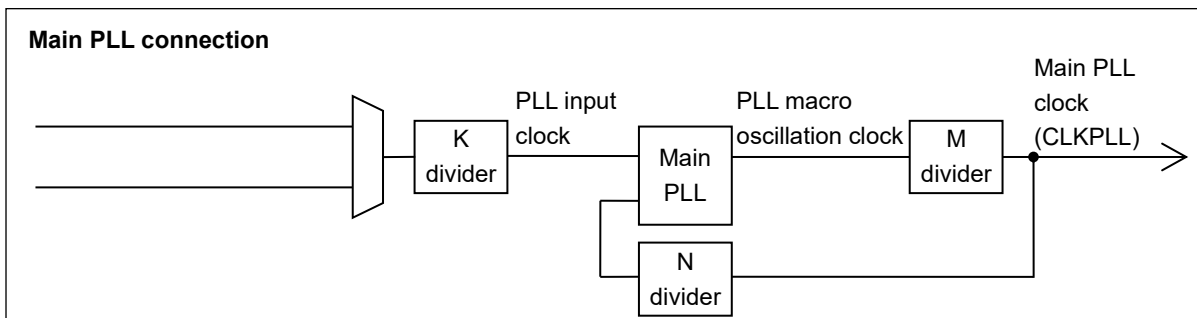 Main PLL connection
K
divider
PLL input
clock
Main
PLL
PLL macro
oscillation clock
M
divider
Main PLL
clock
(CLKPLL)
N
divider